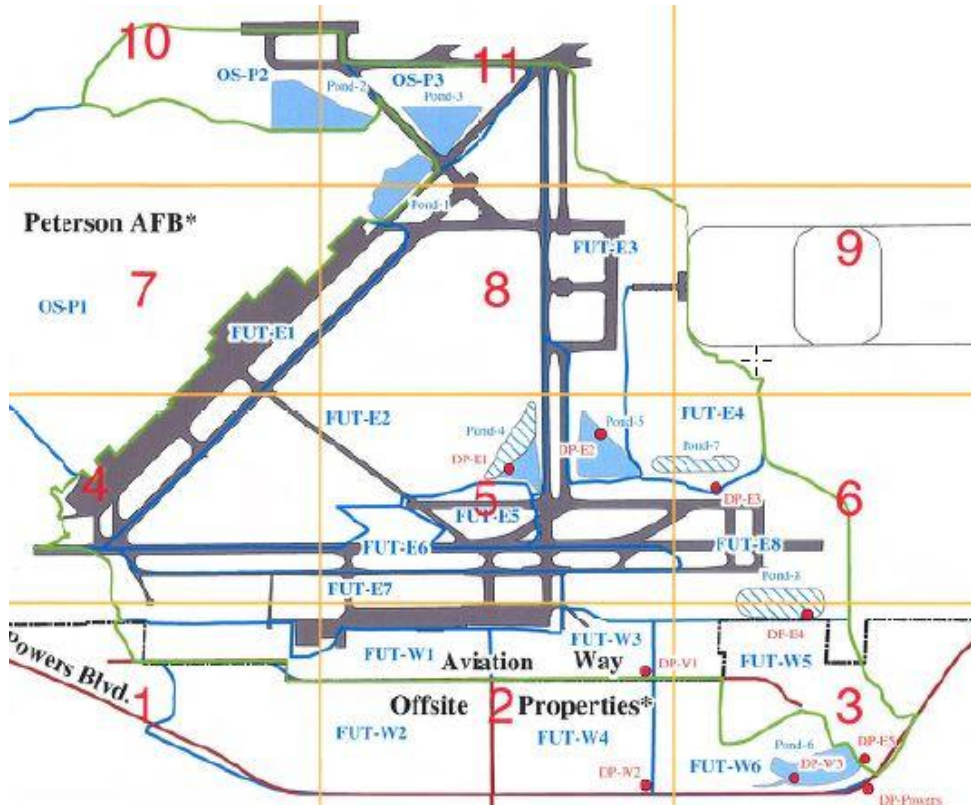 10
11
OS-P2
OS-P3
Pond-2
Pond-3
Pond-1
Peterson AFB*
FUT-E3
9
7
8
OS-P1
FUT-E1
FUT-E2
FUT-E4
Pond-4
Pond-5
DP-E1
DP-E2
Pond-7
4
5
DP-E3
6
FUT-E5
FUT-E6
FUT-E8
FUT-E7
Pond-8
DP-E4
Powers Blvd.
FUT-W1
Aviation Way
FUT-W3
FUT-W5
DP-W1
1
Offsite
2
Properties*
3
FUT-W2
FUT-W4
Pond-6
DP-E5
FUT-W6
DP-W3
DP-W2
DP-Powers